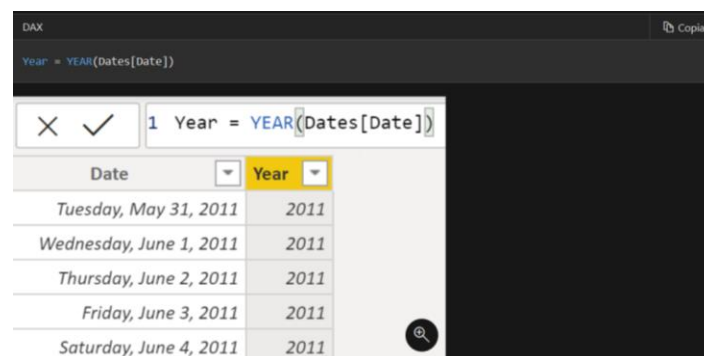 DAX
Copia
Year = YEAR(Dates[Date])
1 Year = YEAR(Dates[Date])
Date Year
Tuesday, May 31, 2011 2011
Wednesday, June 1, 2011 2011
Thursday, June 2, 2011 2011
Friday, June 3, 2011 2011
Saturday, June 4, 2011 2011